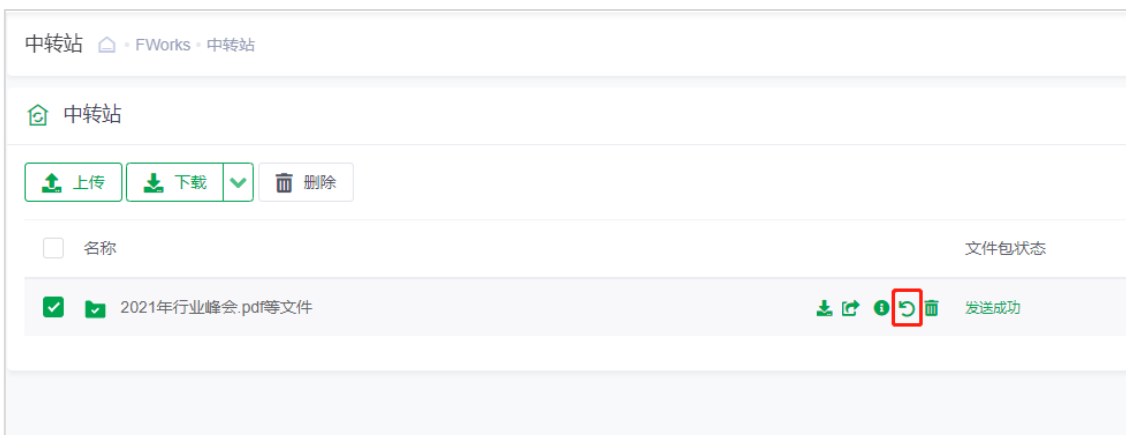 中转站 FWorks 中转站
中转站
上传 下载 删除
名称 文件包状态
2021年行业峰会.pdf等文件 发送成功